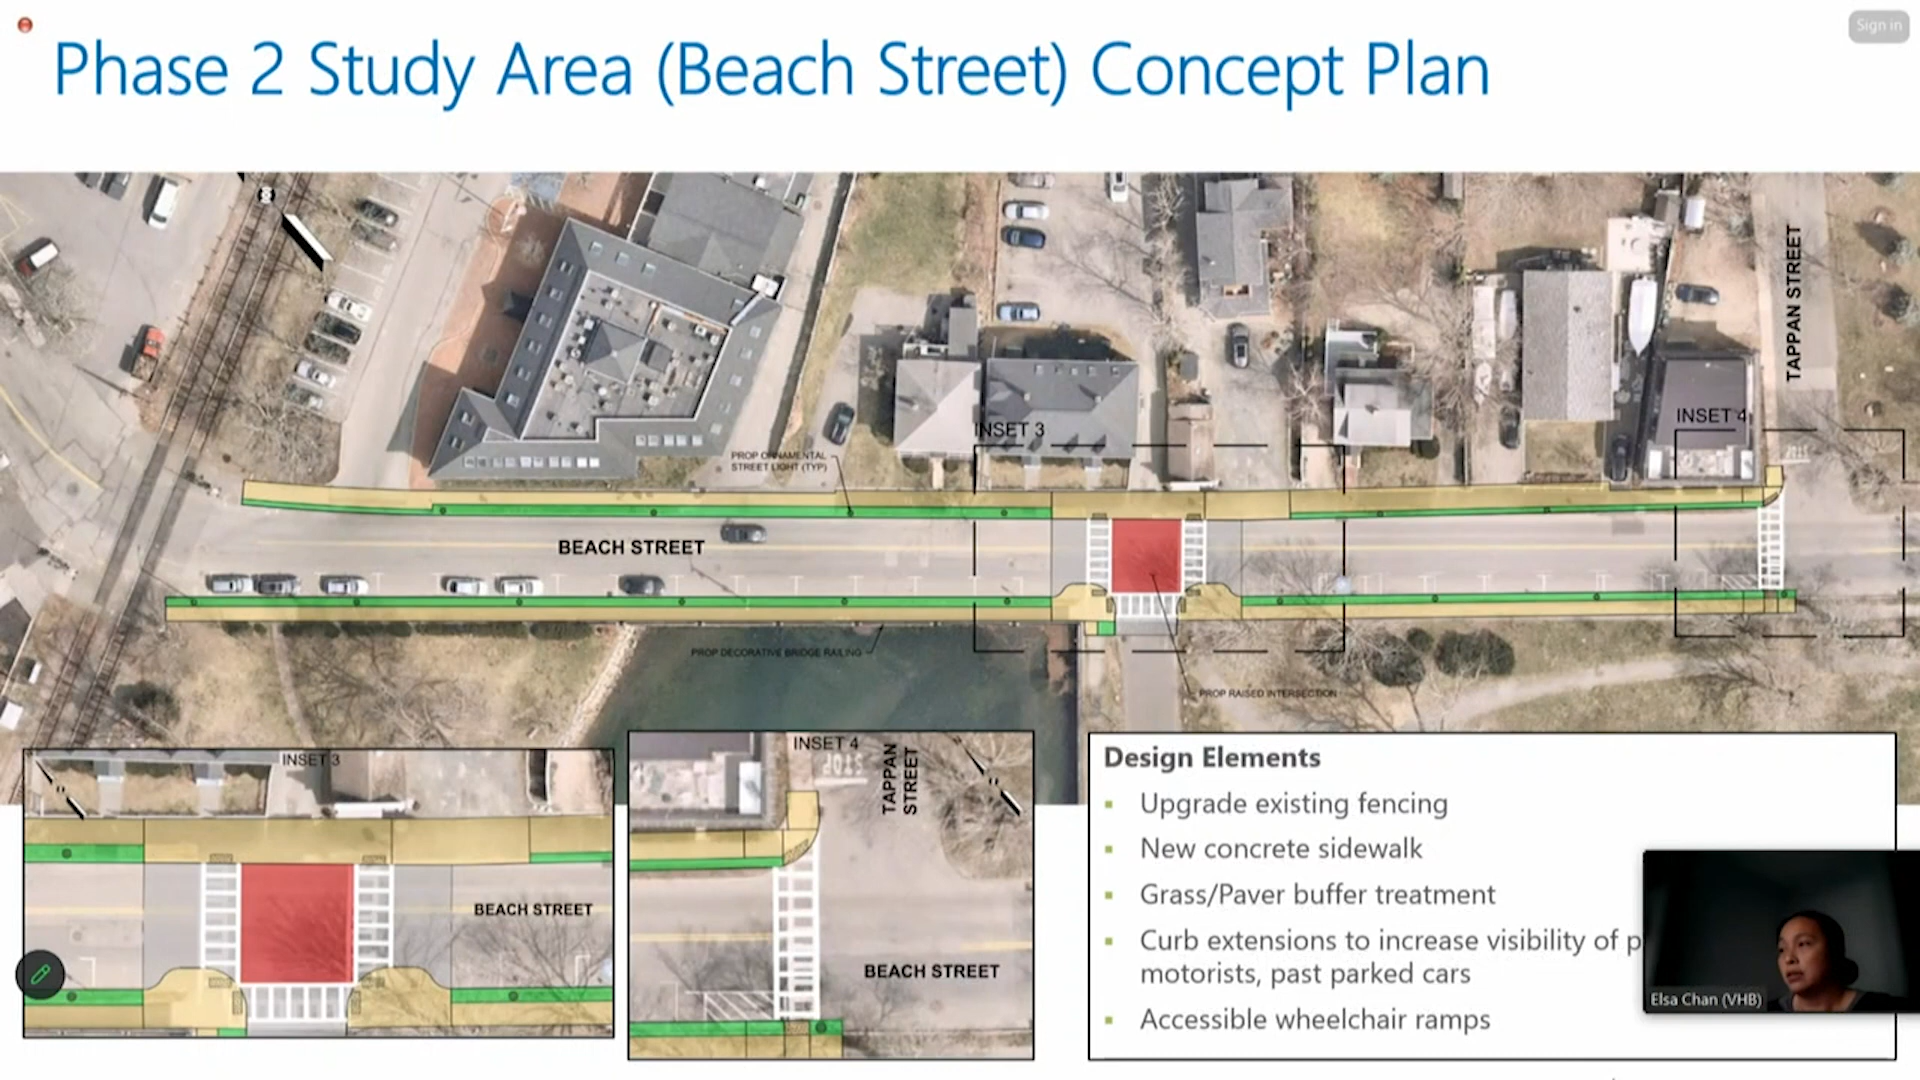 Sign in
Phase 2 Study Area (Beach Street) Concept Plan
TAPPAN STREET
INSET 3
INSET 4
PROP ORNAMENTAL
STREET LIGHT (TYP)
BEACH STREET
PROP DECORATIVE BRIDGE RAILING
PROP RAISED INTERSECTION
INSET 3
BEACH STREET
INSET 4
TAPPAN
STREET
STOP
BEACH STREET
Design Elements
Upgrade existing fencing
New concrete sidewalk
Grass/Paver buffer treatment
Curb extensions to increase visibility of p
motorists, past parked cars
Accessible wheelchair ramps
Elsa Chan (VHB)